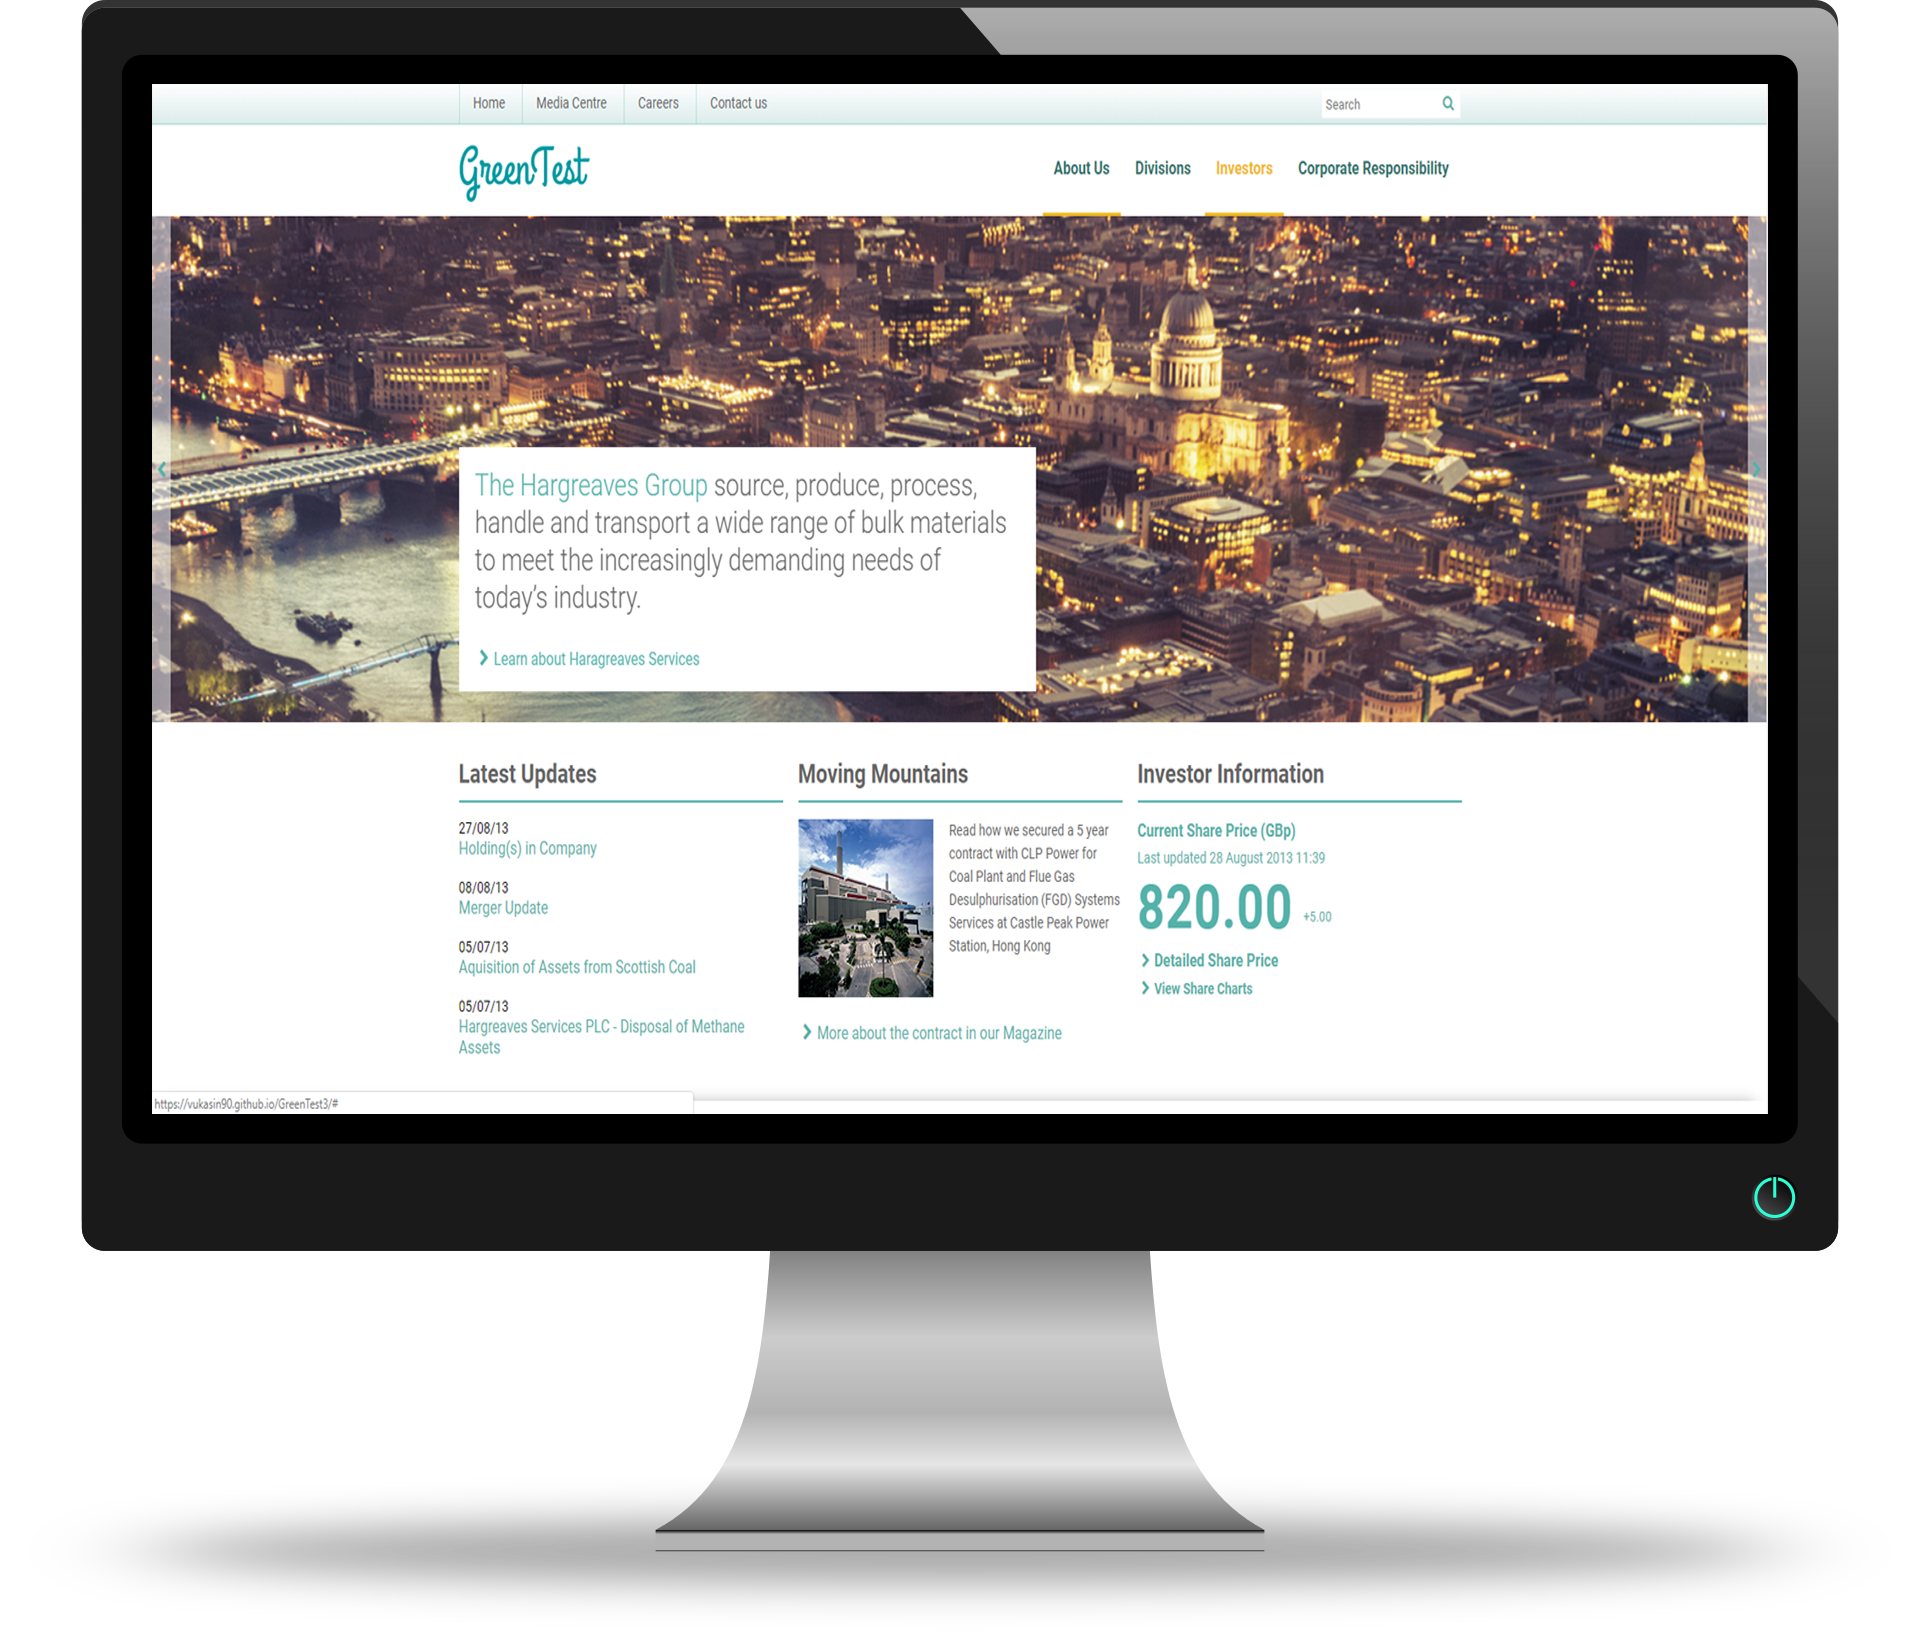 Home Media Centre Careers Contact us Search
GreenTest
About Us Divisions Investors Corporate Responsibility
The Hargreaves Group source, produce, process,
handle and transport a wide range of bulk materials
to meet the increasingly demanding needs of
today's industry.
Learn about Haragreaves Services
Latest Updates
27/08/13
Holding(s) in Company
08/08/13
Merger Update
05/07/13
Aquisition of Assets from Scottish Coal
05/07/13
Hargreaves Services PLC - Disposal of Methane
Assets
Moving Mountains
Read how we secured a 5 year
contract with CLP Power for
Coal Plant and Flue Gas
Desulphurisation (FGD) Systems
Services at Castle Peak Power
Station, Hong Kong
More about the contract in our Magazine
Investor Information
Current Share Price (GBp)
Last updated 28 August 2013 11:39
820.00 +5.00
Detailed Share Price
View Share Charts
https://vukasin90.github.io/GreenTest3/#